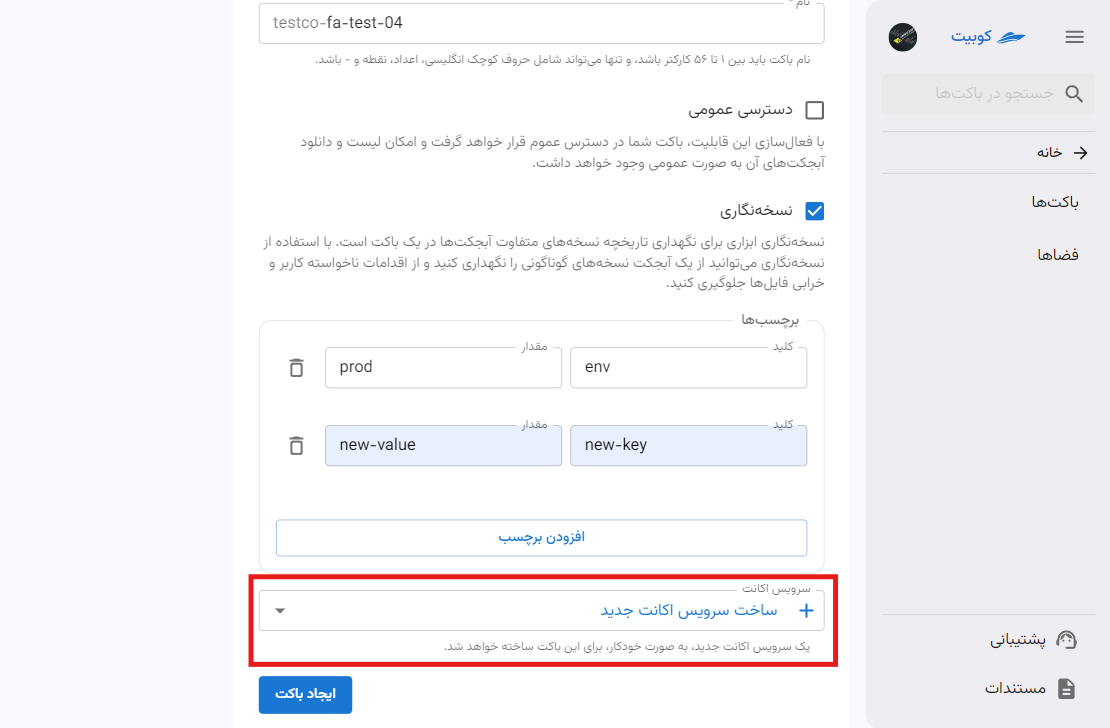 کوبیت
جستجو در باکت‌ها
خانه
باکت‌ها
فضاها
پشتیبانی
مستندات
نام *
testco-fa-test-04
نام باکت باید بین ۱ تا ۵۶ کارکتر باشد، و تنها می‌تواند شامل حروف کوچک انگلیسی، اعداد، نقطه و - باشد.
دسترسی عمومی
با فعال‌سازی این قابلیت، باکت شما در دسترس عموم قرار خواهد گرفت و امکان لیست و دانلود
آبجکت‌های آن به صورت عمومی وجود خواهد داشت.
نسخه‌نگاری
نسخه‌نگاری ابزاری برای نگهداری تاریخچه نسخه‌های متفاوت آبجکت‌ها در یک باکت است. با استفاده از
نسخه‌نگاری می‌توانید از یک آبجکت نسخه‌های گوناگونی را نگهداری کنید و از اقدامات ناخواسته کاربر و
خرابی فایل‌ها جلوگیری کنید.
برچسب‌ها
کلید
مقدار
env
prod
کلید
مقدار
new-key
new-value
افزودن برچسب
سرویس اکانت
ساخت سرویس اکانت جدید
یک سرویس اکانت جدید، به صورت خودکار، برای این باکت ساخته خواهد شد.
ایجاد باکت